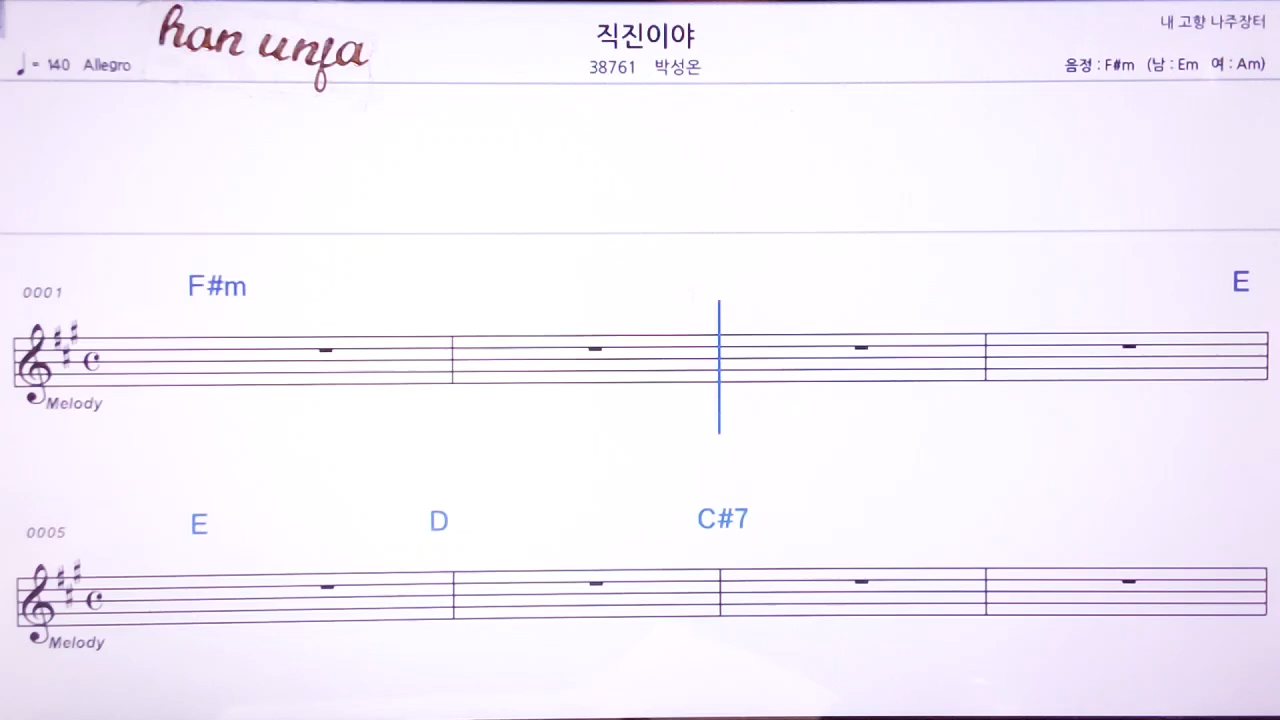 han unfa
직진이야
내 고향 나주장터
♩= 140 Allegro
38761 박성온
음정 : F#m (남 : Em 여 : Am)
0001
F#m
E
Melody
0005
E
D
C#7
Melody